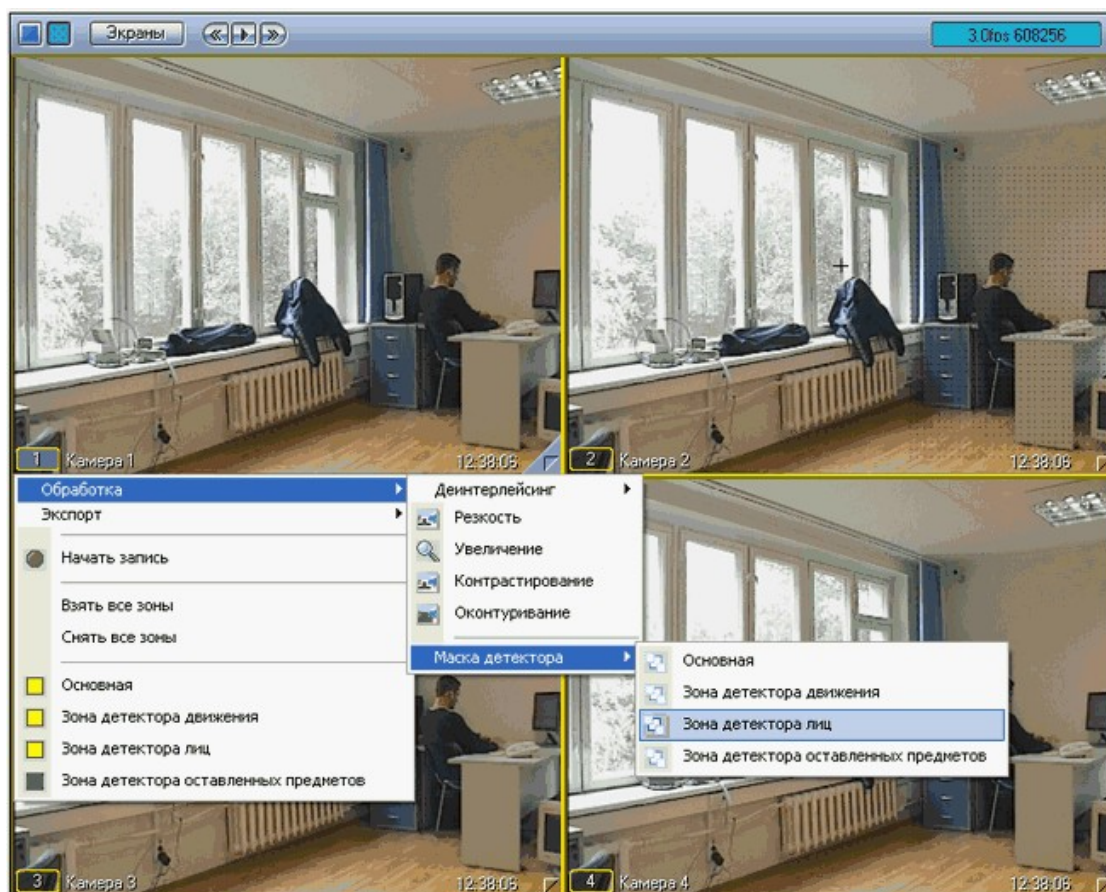 Экраны
3.0fps 608256
1 Камера 1 12:38:06
2 Камера 2 12:38:06
Обработка
Экспорт
Начать запись
Взять все зоны
Снять все зоны
Основная
Зона детектора движения
Зона детектора лиц
Зона детектора оставленных предметов
Деинтерлейсинг
Резкость
Увеличение
Контрастирование
Оконтуривание
Маска детектора
Основная
Зона детектора движения
Зона детектора лиц
Зона детектора оставленных предметов
3 Камера 3 12:38:06
4 Камера 4 12:38:06